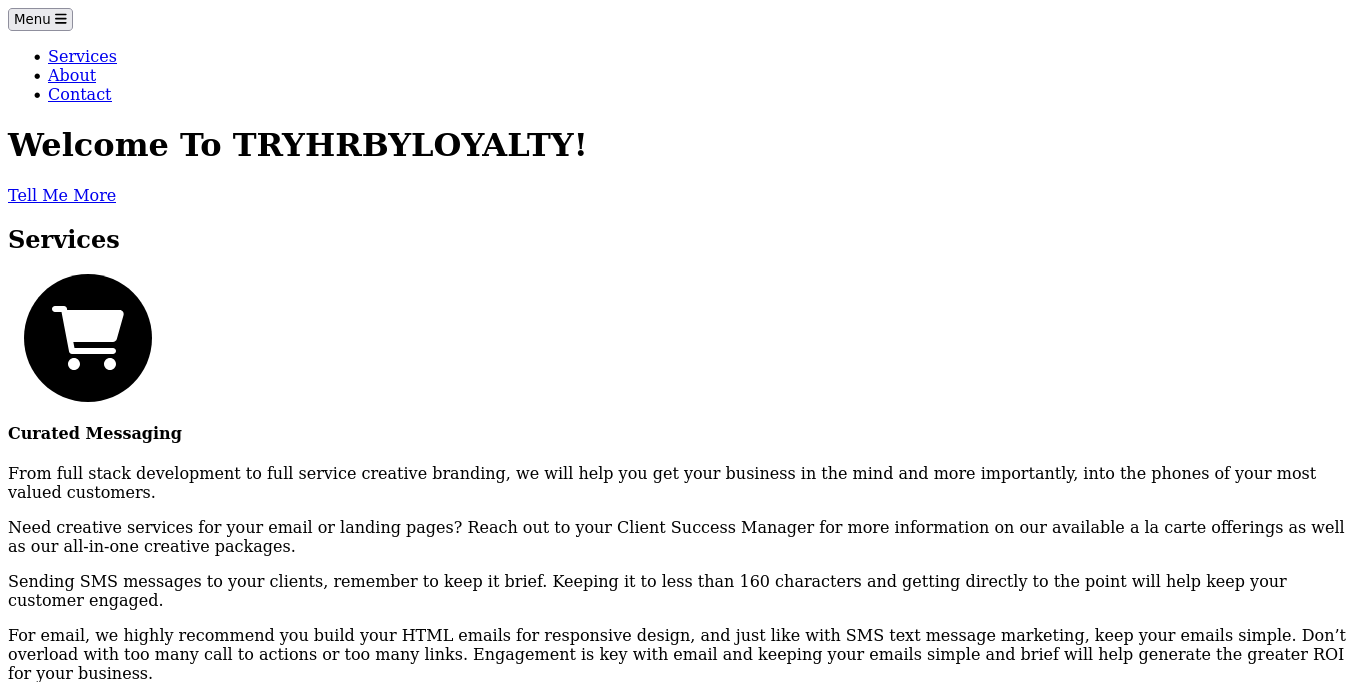 Menu
Services
About
Contact
Welcome To TRYHRBYLOYALTY!
Tell Me More
Services
Curated Messaging
From full stack development to full service creative branding, we will help you get your business in the mind and more importantly, into the phones of your most
valued customers.
Need creative services for your email or landing pages? Reach out to your Client Success Manager for more information on our available a la carte offerings as well
as our all-in-one creative packages.
Sending SMS messages to your clients, remember to keep it brief. Keeping it to less than 160 characters and getting directly to the point will help keep your
customer engaged.
For email, we highly recommend you build your HTML emails for responsive design, and just like with SMS text message marketing, keep your emails simple. Don’t
overload with too many call to actions or too many links. Engagement is key with email and keeping your emails simple and brief will help generate the greater ROI
for your business.